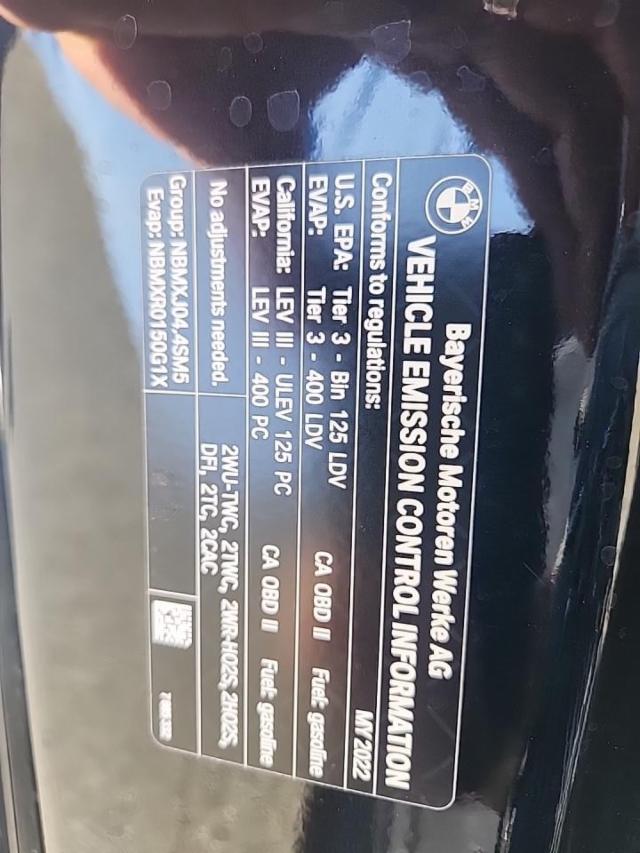 BMW
Bayerische Motoren Werke AG
VEHICLE EMISSION CONTROL INFORMATION
Conforms to regulations: MY 2022
U.S. EPA: Tier 3 - Bin 125 LDV CA OBD II Fuel: gasoline
EVAP: Tier 3 - 400 LDV
California: LEV III - ULEV 125 PC CA OBD II Fuel: gasoline
EVAP: LEV III - 400 PC
No adjustments needed.
2WU-TWC, 2TWC, 2WR-HO2S, 2HO2S,
DFI, 2TC, 2CAC
Group: NBMXJ04.4SM5
Evap: NBMXR0150G1X